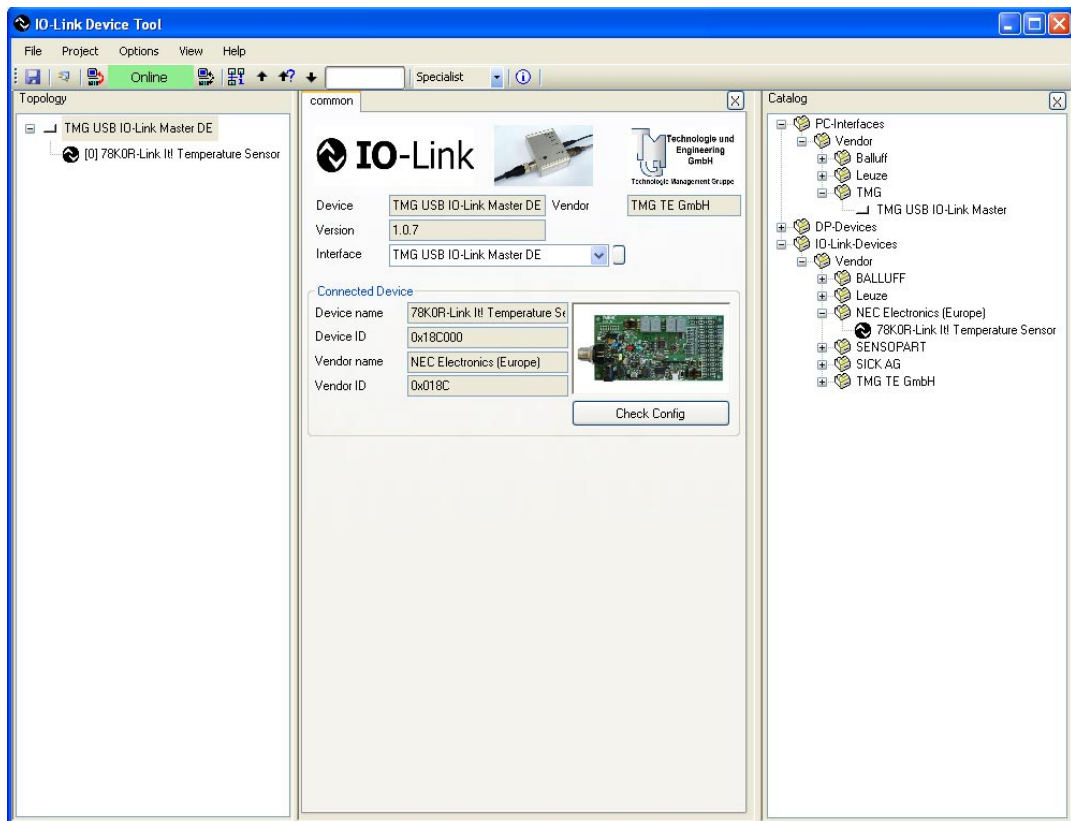 IO-Link Device Tool
File Project Options View Help
Online Specialist
Topology
TMG USB IO-Link Master DE
[0] 78K0R-Link It! Temperature Sensor
common
IO-Link
Technologie und
Engineering
GmbH
Technologie Management Gruppe
Device TMG USB IO-Link Master DE Vendor TMG TE GmbH
Version 1.0.7
Interface TMG USB IO-Link Master DE
Connected Device
Device name 78K0R-Link It! Temperature Se
Device ID 0x18C000
Vendor name NEC Electronics (Europe)
Vendor ID 0x018C
Check Config
Catalog
PC-Interfaces
Vendor
Balluff
Leuze
TMG
TMG USB IO-Link Master
DP-Devices
IO-Link-Devices
Vendor
BALLUFF
Leuze
NEC Electronics (Europe)
78K0R-Link It! Temperature Sensor
SENSOPART
SICK AG
TMG TE GmbH